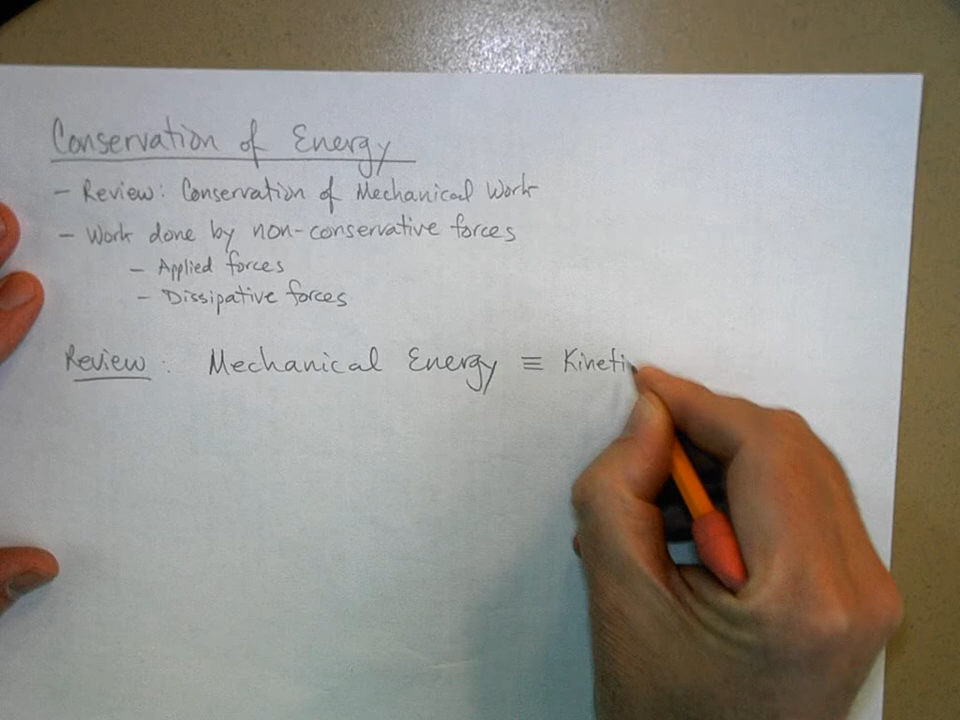 Conservation of Energy
- Review: Conservation of Mechanical Work
- Work done by non-conservative forces
- Applied forces
- Dissipative forces
Review: Mechanical Energy ≡ Kineti